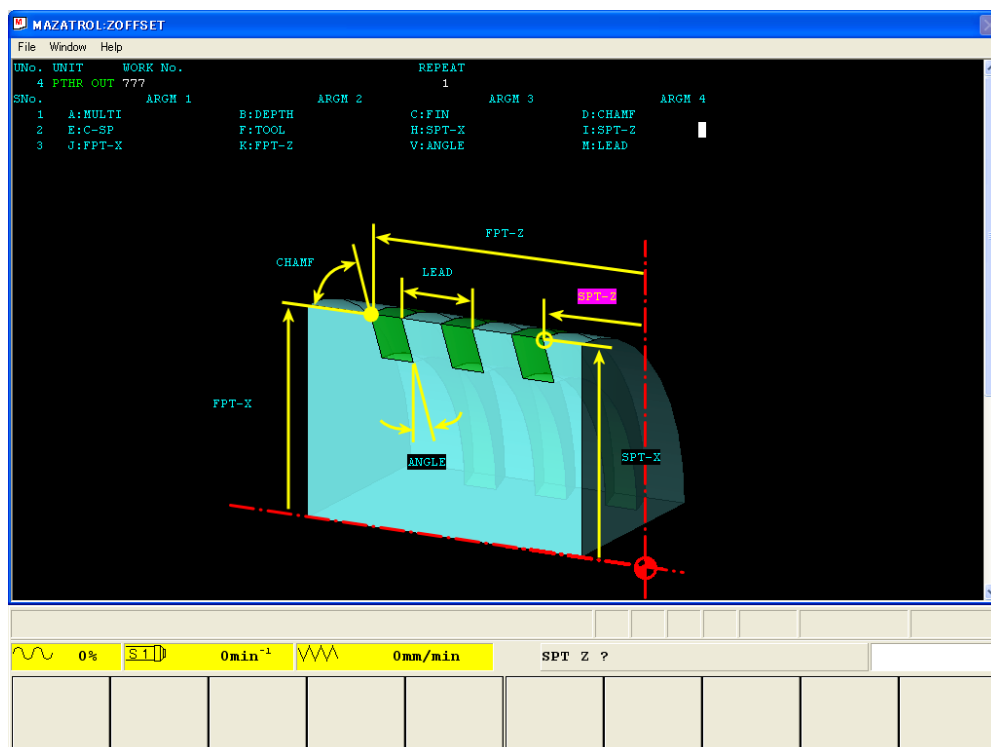 MAZATROL:ZOFFSET
File Window Help
UNo. UNIT WORK No. REPEAT
4 PTHR OUT 777 1
SNo. ARGM 1 ARGM 2 ARGM 3 ARGM 4
1 A:MULTI B:DEPTH C:FIN D:CHAMF
2 E:C-SP F:TOOL H:SPT-X I:SPT-Z
3 J:FPT-X K:FPT-Z V:ANGLE M:LEAD
FPT-Z
CHAMF
LEAD
SPT-Z
FPT-X
SPT-X
ANGLE
0% S1 0min⁻¹ 0mm/min SPT Z ?